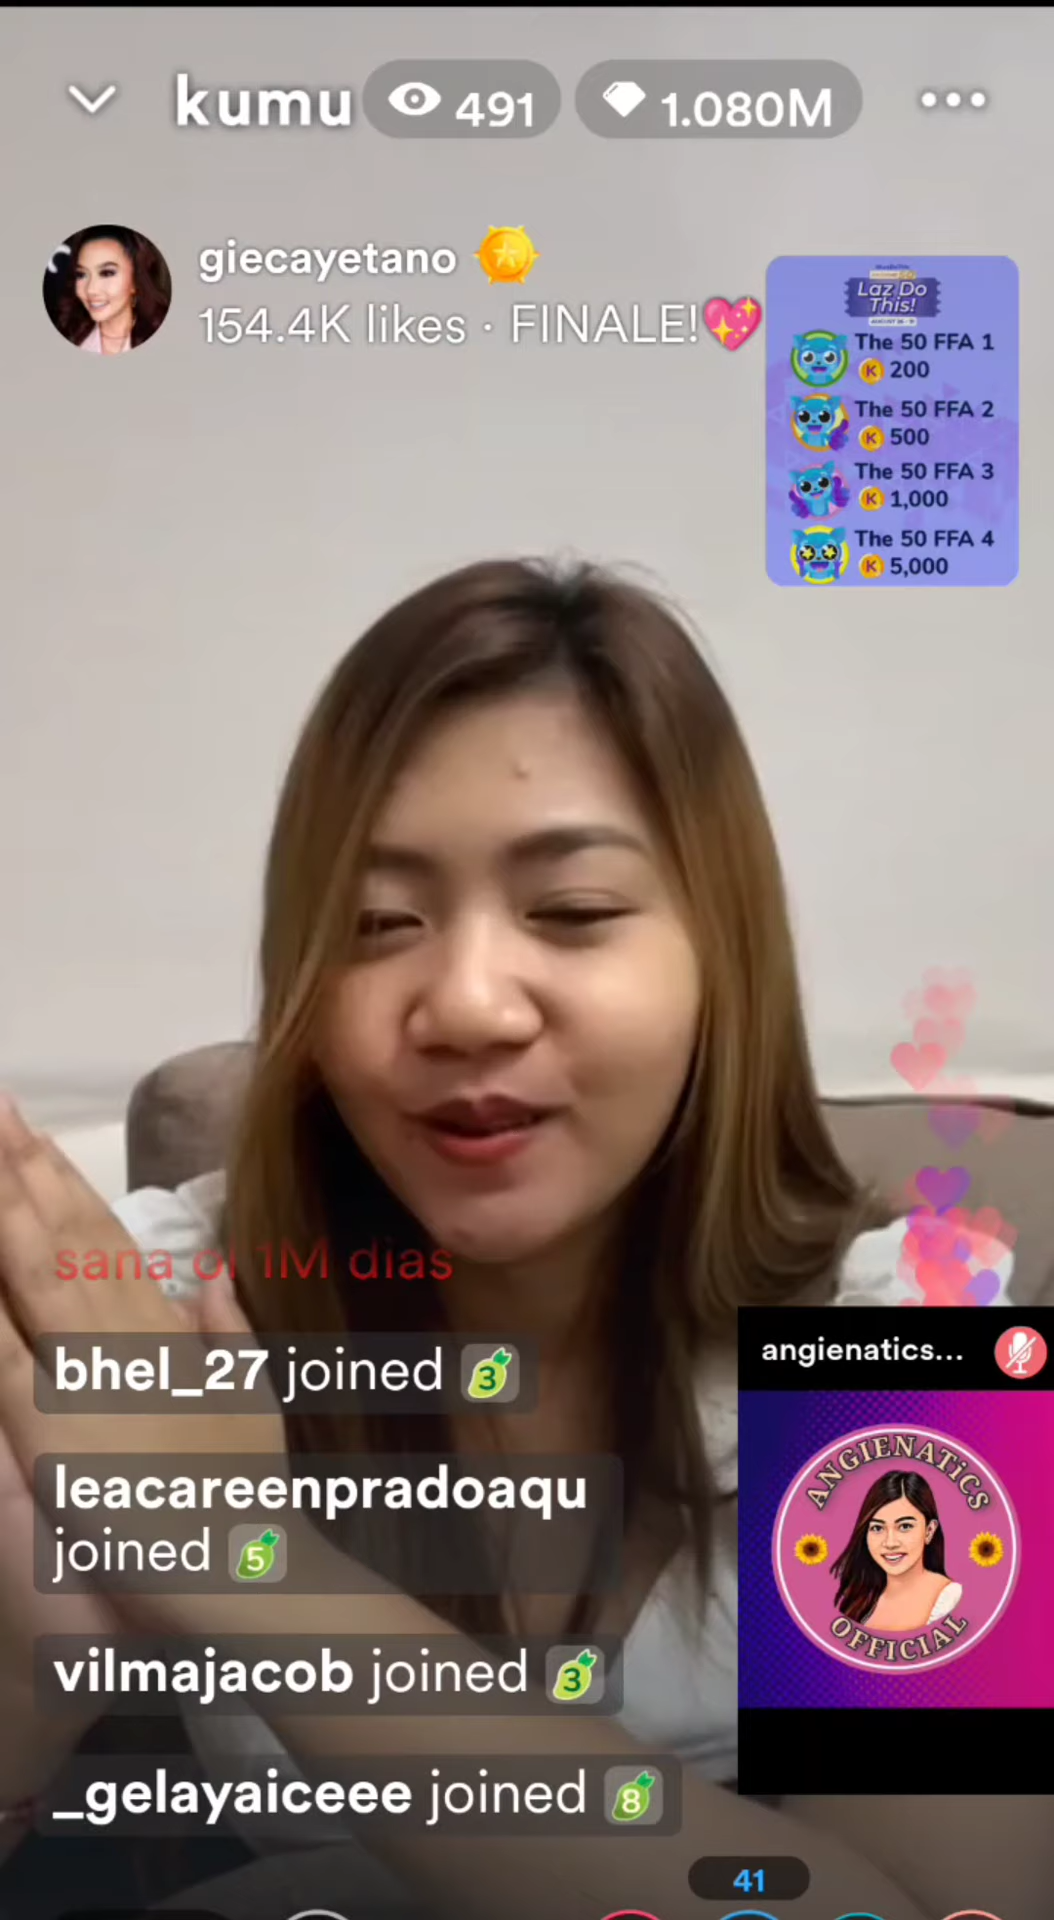 kumu
491
1.080M
giecayetano
154.4K likes · FINALE!💖
Laz Do
This!
The 50 FFA 1
K 200
The 50 FFA 2
K 500
The 50 FFA 3
K 1,000
The 50 FFA 4
K 5,000
sana ol 1M dias
bhel_27 joined 3
leacareenpradoaqu
joined 5
vilmajacob joined 3
_gelayaiceee joined 8
angienatics...
ANGIENATiCS
OFFICIAL
41